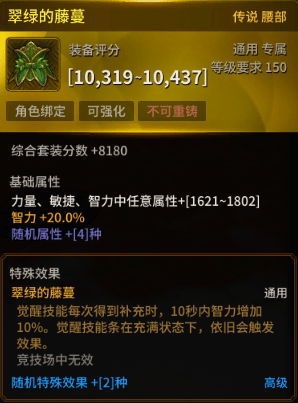 翠绿的藤蔓
传说 腰部
装备评分
通用 专属
[10,319~10,437]
等级要求 150
角色绑定
可强化
不可重铸
综合套装分数 +8180
基础属性
力量、敏捷、智力中任意属性+[1621~1802]
智力 +20.0%
随机属性 +[4]种
特殊效果
翠绿的藤蔓
通用
觉醒技能每次得到补充时，10秒内智力增加
10%。觉醒技能条在充满状态下，依旧会触发
效果。
竞技场中无效
随机特殊效果 +[2]种
高级